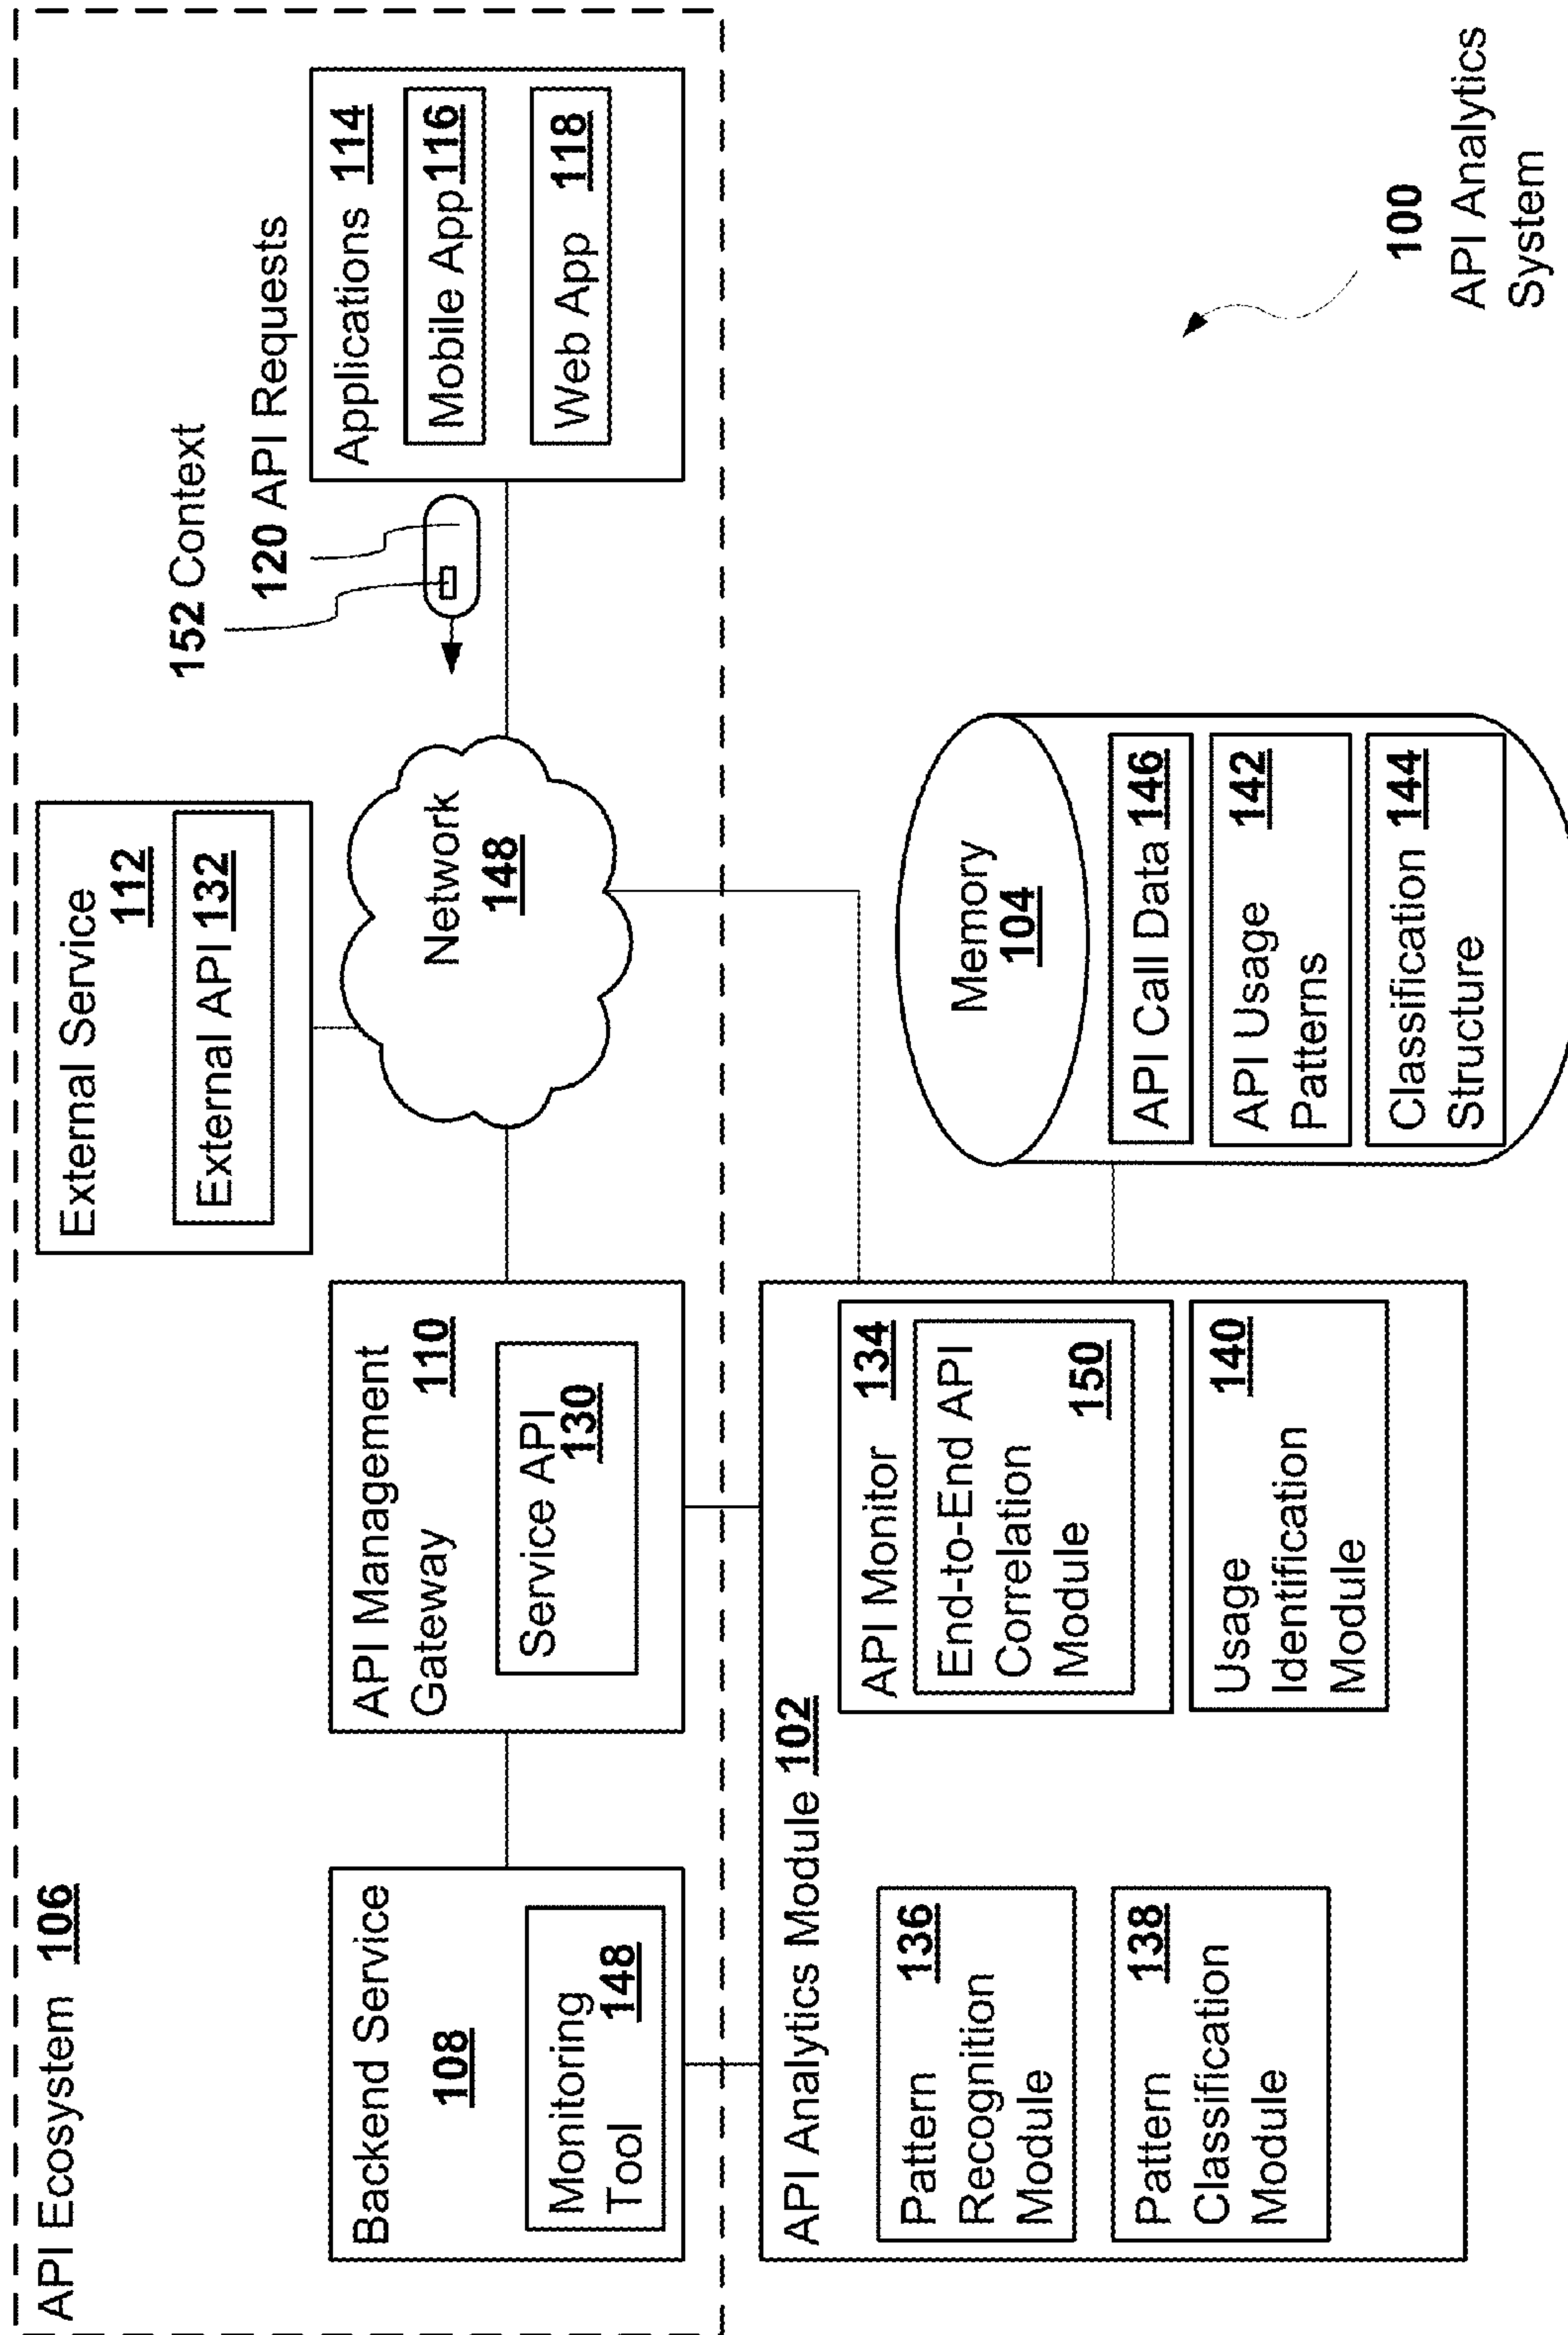 API Ecosystem 106
External Service
112
External API 132
152 Context
120 API Requests
Backend Service
108
Monitoring
Tool 148
API Management
Gateway 110
Service API
130
Network
148
Applications 114
Mobile App 116
Web App 118
API Analytics Module 102
Pattern 136
Recognition
Module
Pattern 138
Classification
Module
API Monitor 134
End-to-End API
Correlation
Module 150
Usage 140
Identification
Module
Memory
104
API Call Data 146
API Usage 142
Patterns
Classification 144
Structure
100
API Analytics
System